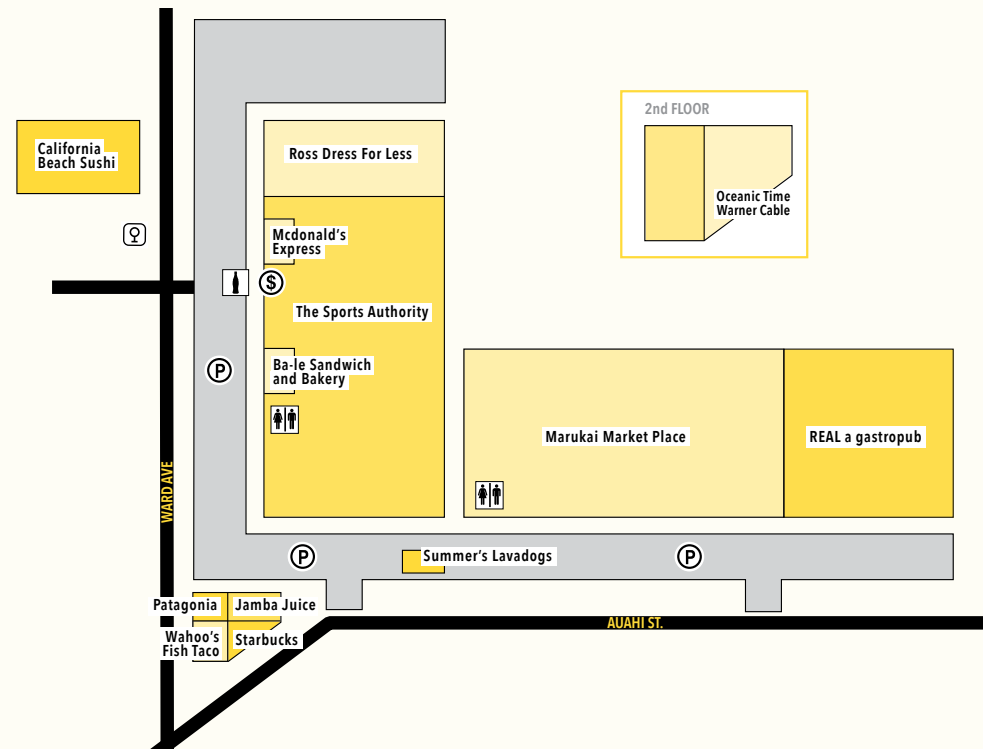 2nd FLOOR
California
Beach Sushi
Ross Dress For Less
Oceanic Time
Warner Cable
Mcdonald's
Express
$
The Sports Authority
P
Ba-le Sandwich
and Bakery
Marukai Market Place
REAL a gastropub
WARD AVE
P
Summer's Lavadogs
P
Patagonia
Jamba Juice
AUAHI ST.
Wahoo's
Fish Taco
Starbucks